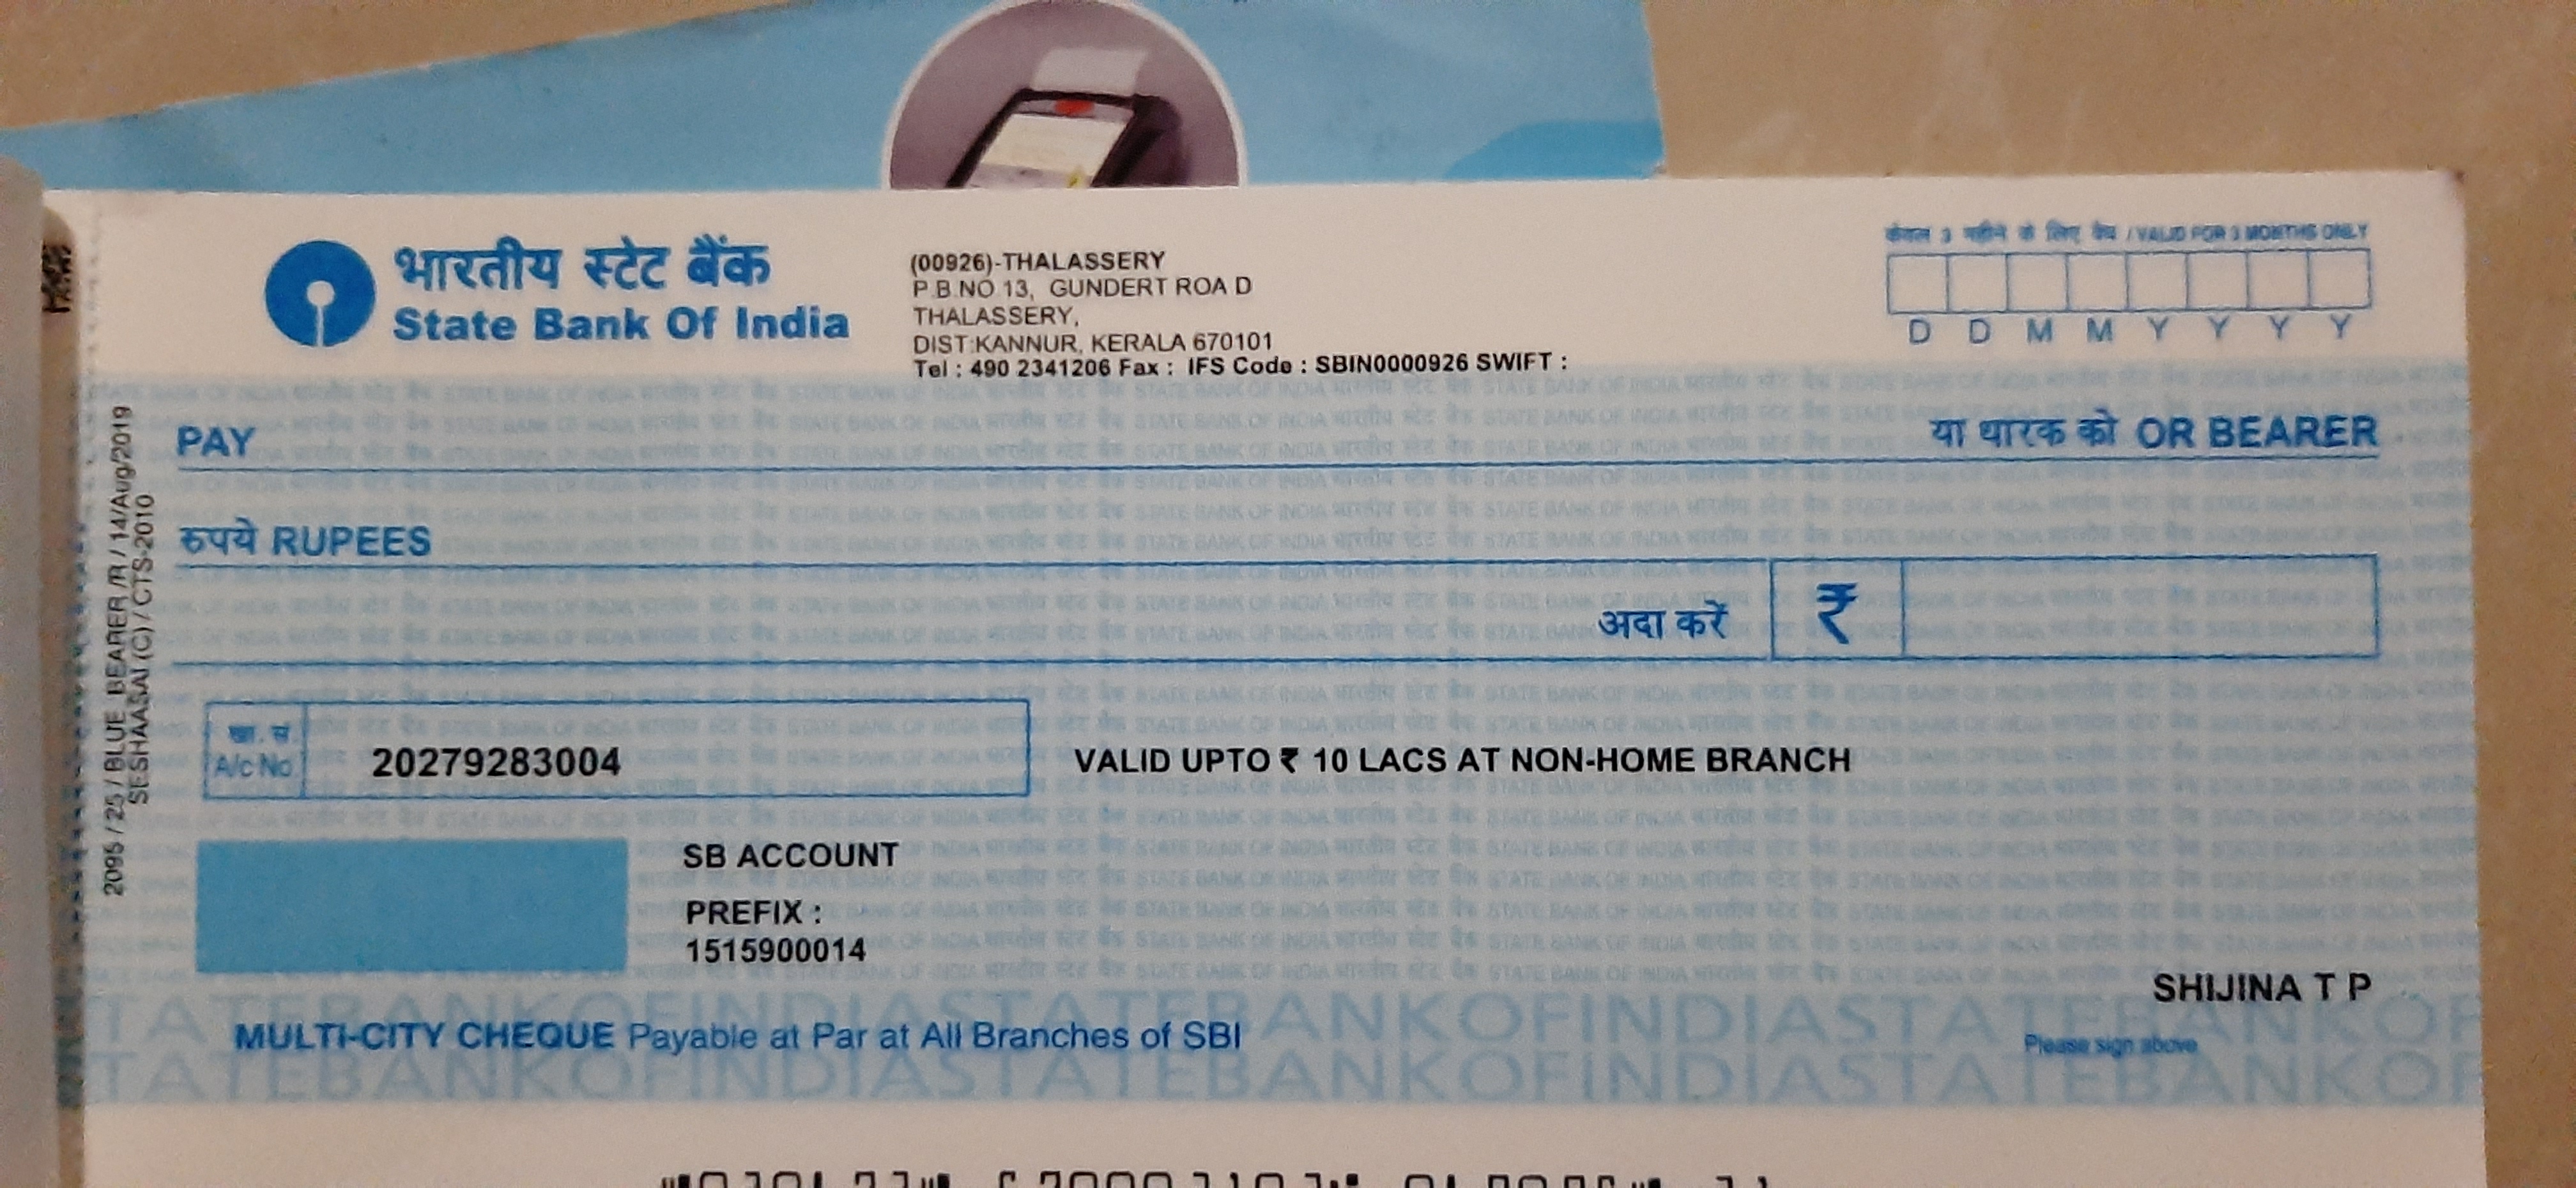 2095 / 25 / BLUE_BEARER /R / 14/Aug/2019
SESHAASAI (C) / CTS-2010
भारतीय स्टेट बैंक
State Bank Of India
(00926)-THALASSERY
P.B.NO 13, GUNDERT ROAD
THALASSERY,
DIST:KANNUR, KERALA 670101
Tel : 490 2341206 Fax : IFS Code : SBIN0000926 SWIFT :
केवल 3 महीने के लिए वैध / VALID FOR 3 MONTHS ONLY
D D M M Y Y Y Y
PAY
या धारक को OR BEARER
रुपये RUPEES
अदा करें
₹
खा. सं
A/c No
20279283004
VALID UPTO ₹ 10 LACS AT NON-HOME BRANCH
SB ACCOUNT
PREFIX :
1515900014
SHIJINA T P
MULTI-CITY CHEQUE Payable at Par at All Branches of SBI
Please sign above